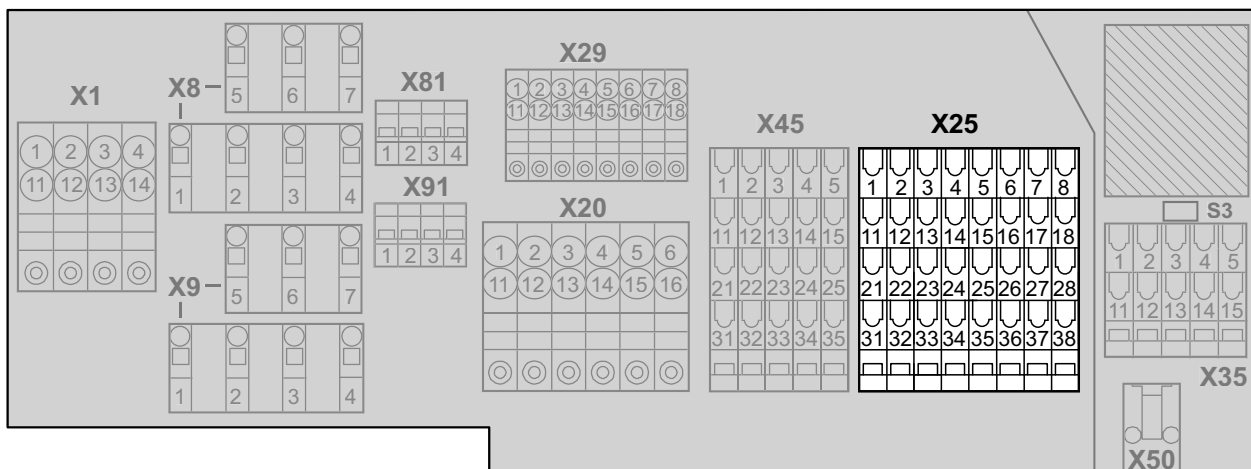 X1
1 2 3 4
11 12 13 14
X8
5 6 7
1 2 3 4
X9
5 6 7
1 2 3 4
X81
1 2 3 4
X91
1 2 3 4
X29
1 2 3 4 5 6 7 8
11 12 13 14 15 16 17 18
X20
1 2 3 4 5 6
11 12 13 14 15 16
X45
1 2 3 4 5
11 12 13 14 15
21 22 23 24 25
31 32 33 34 35
X25
1 2 3 4 5 6 7 8
11 12 13 14 15 16 17 18
21 22 23 24 25 26 27 28
31 32 33 34 35 36 37 38
S3
1 2 3 4 5
11 12 13 14 15
X35
X50